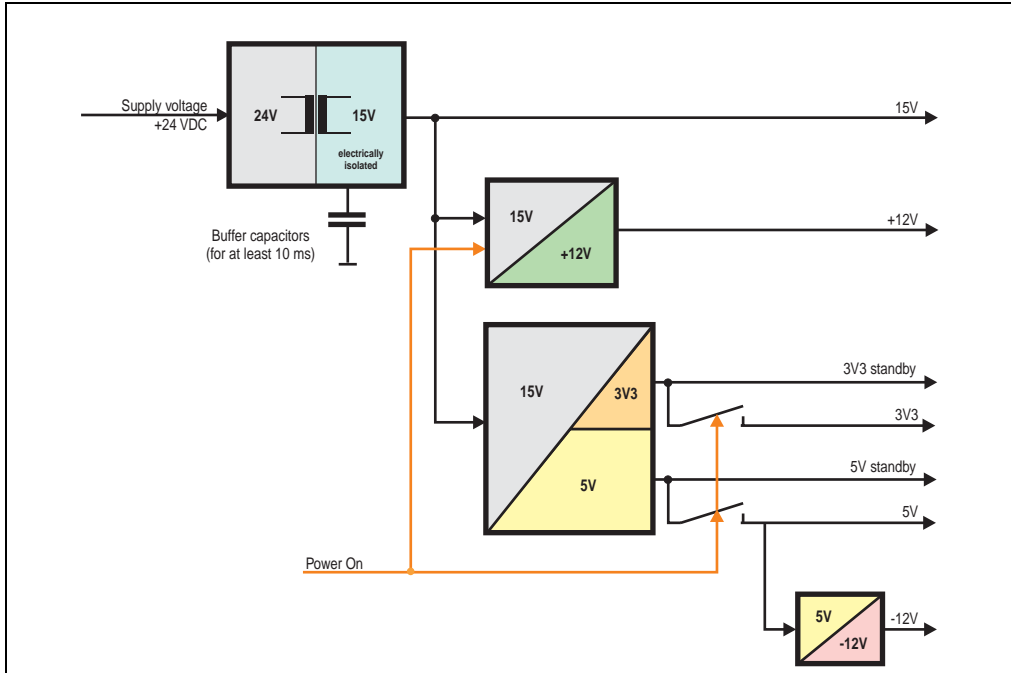 Supply voltage
+24 VDC
24V
15V
electrically
isolated
15V
Buffer capacitors
(for at least 10 ms)
15V
+12V
+12V
15V
3V3
5V
3V3 standby
3V3
5V standby
5V
Power On
5V
-12V
-12V